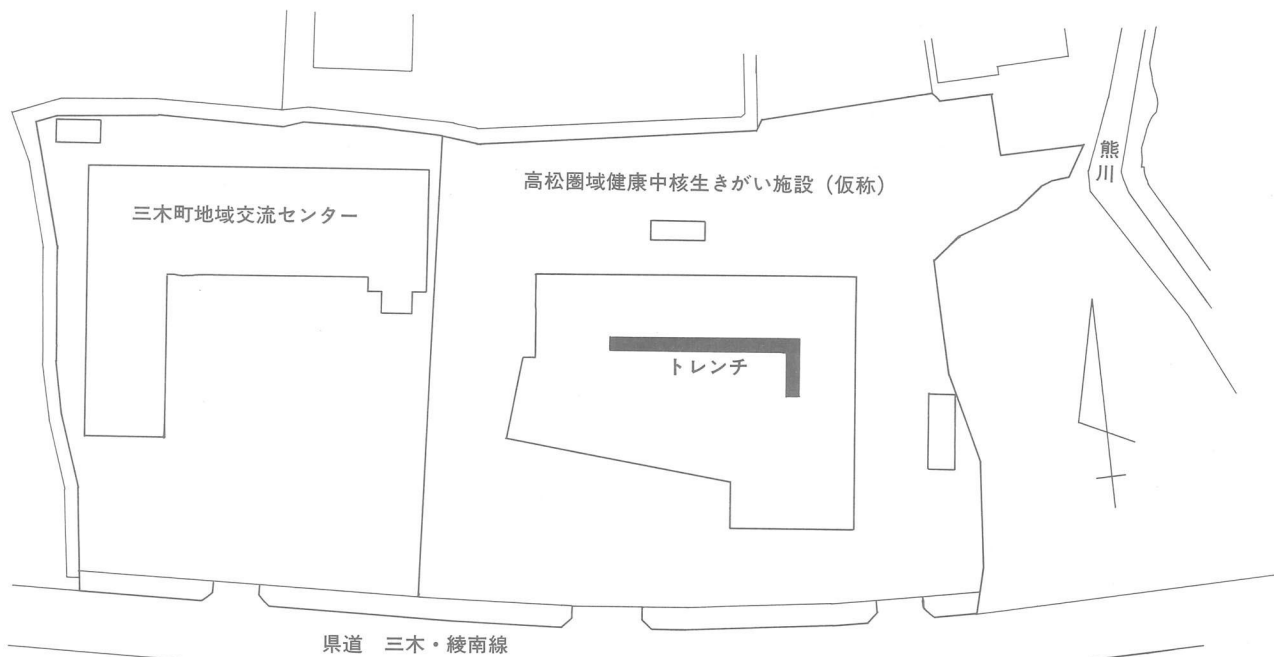 熊川
高松圏域健康中核生きがい施設（仮称）
三木町地域交流センター
トレンチ
県道　三木・綾南線